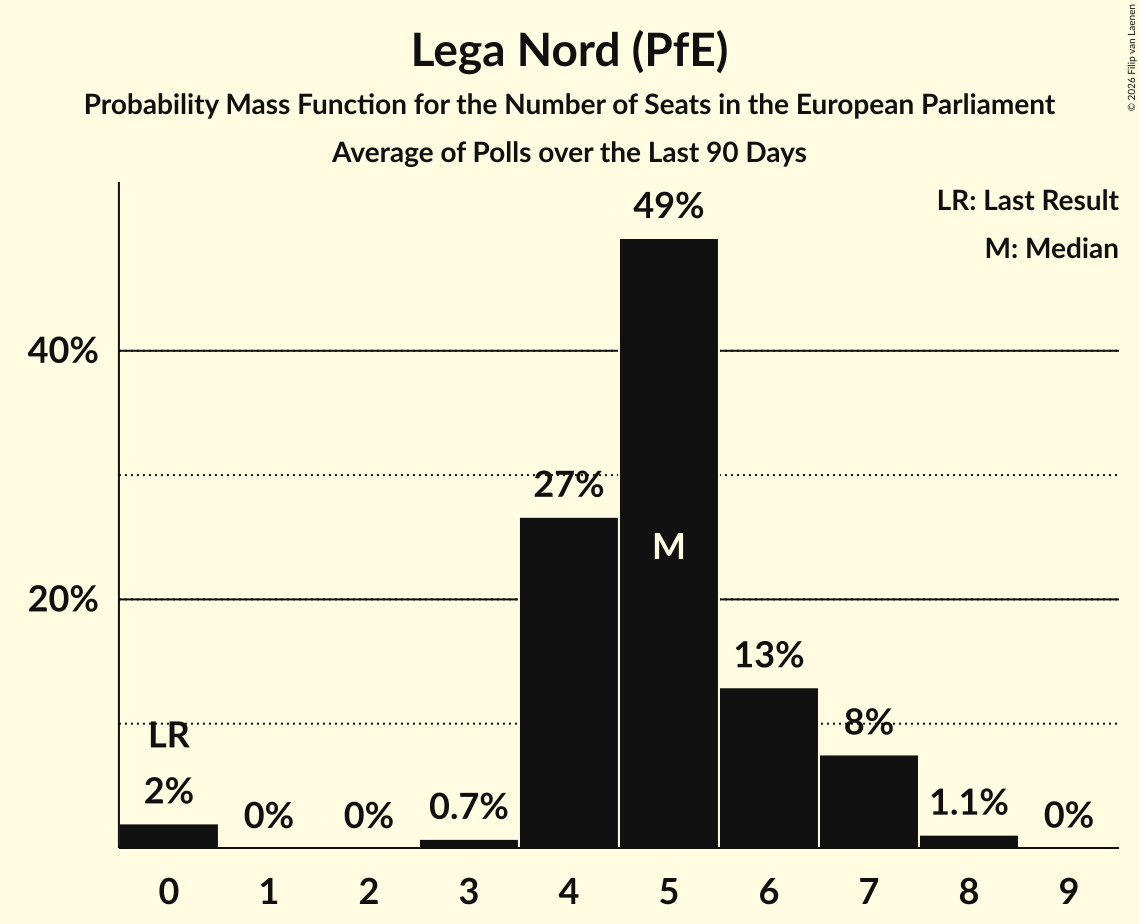 Lega Nord (PfE)
Probability Mass Function for the Number of Seats in the European Parliament
Average of Polls over the Last 90 Days
© 2026 Filip van Laenen
LR: Last Result
M: Median
49%
40%
27%
M
20%
13%
8%
LR
2%
0%
0%
0.7%
1.1%
0%
0 1 2 3 4 5 6 7 8 9